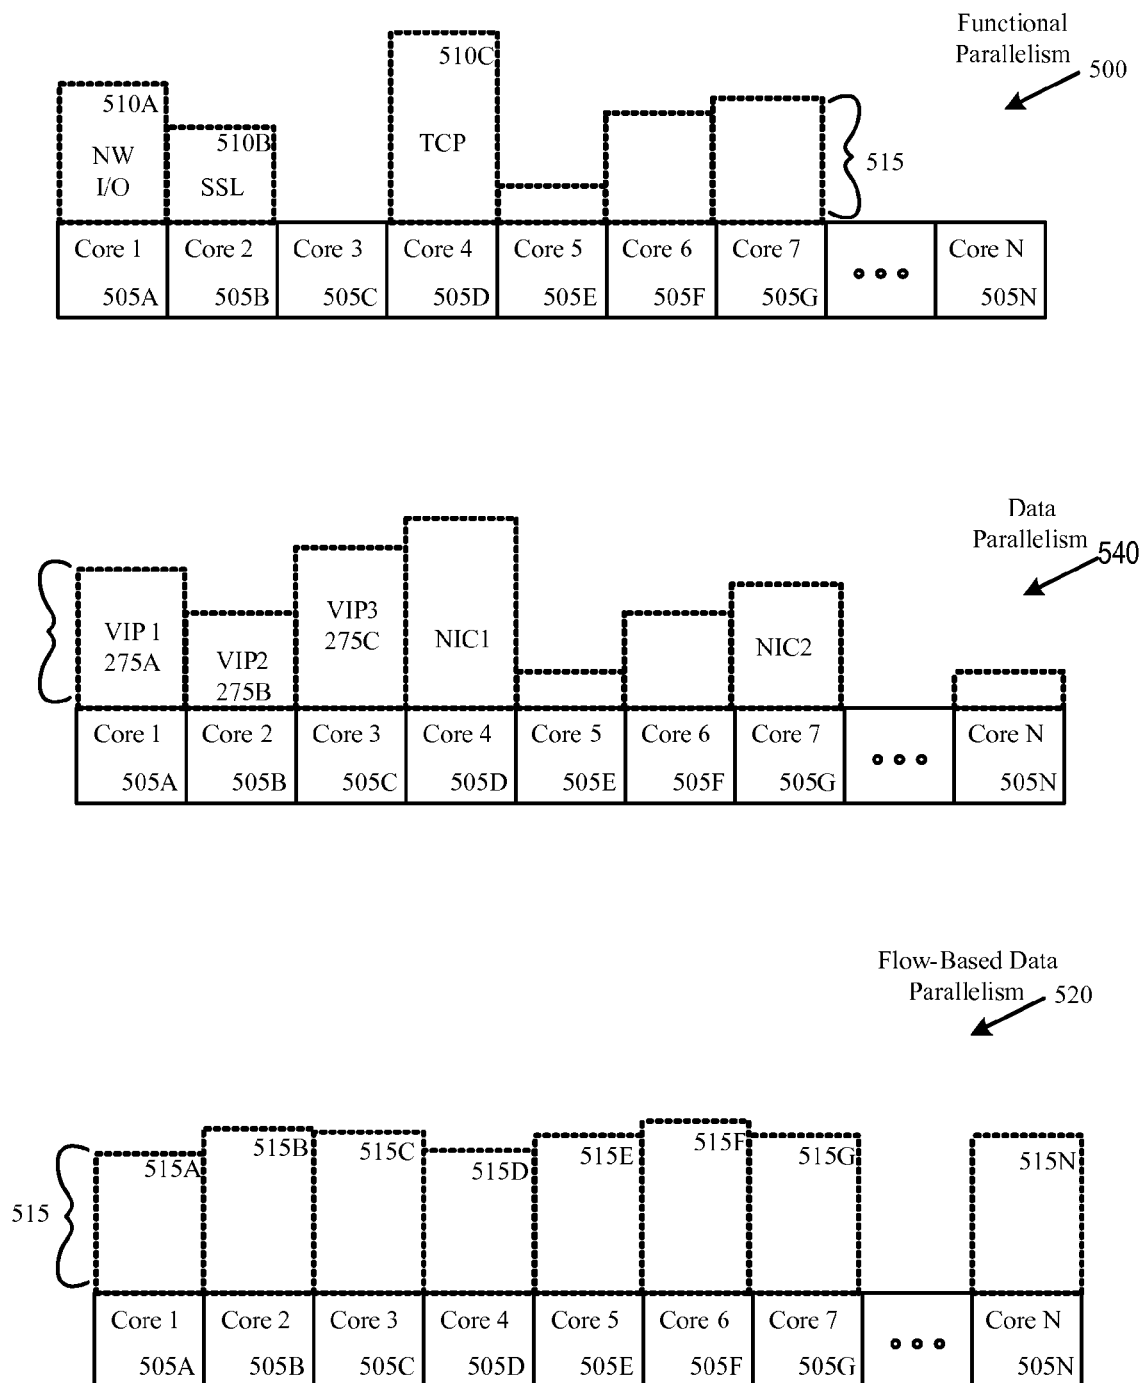 Functional
Parallelism
500
510A
NW
I/O
510B
SSL
510C
TCP
515
Core 1
505A
Core 2
505B
Core 3
505C
Core 4
505D
Core 5
505E
Core 6
505F
Core 7
505G
Core N
505N
Data
Parallelism
540
VIP 1
275A
VIP2
275B
VIP3
275C
NIC1
NIC2
Core 1
505A
Core 2
505B
Core 3
505C
Core 4
505D
Core 5
505E
Core 6
505F
Core 7
505G
Core N
505N
Flow-Based Data
Parallelism
520
515
515A
515B
515C
515D
515E
515F
515G
515N
Core 1
505A
Core 2
505B
Core 3
505C
Core 4
505D
Core 5
505E
Core 6
505F
Core 7
505G
Core N
505N